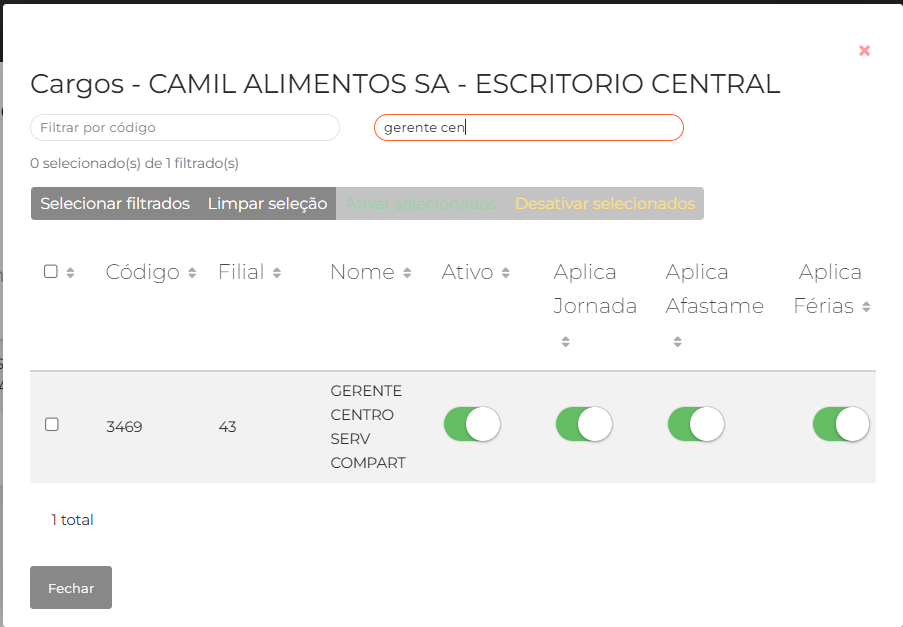 Cargos - CAMIL ALIMENTOS SA - ESCRITORIO CENTRAL
Filtrar por código
gerente cen
0 selecionado(s) de 1 filtrado(s)
Selecionar filtrados Limpar seleção Ativar selecionados Desativar selecionados
Código Filial Nome Ativo Aplica Jornada Aplica Afastame Aplica Férias
3469 43 GERENTE
CENTRO
SERV
COMPART
1 total
Fechar